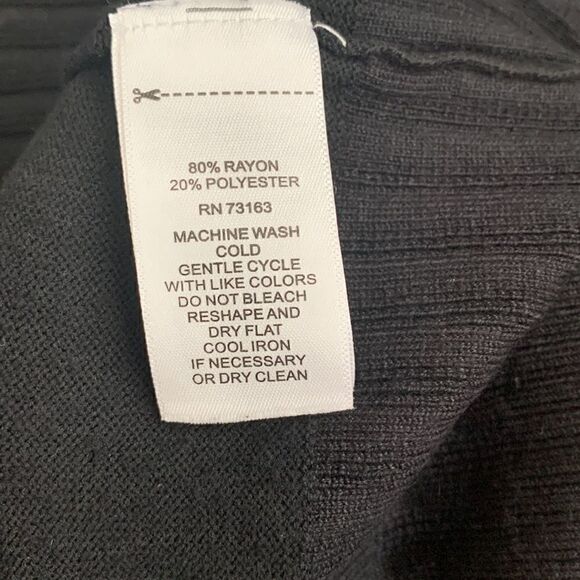 80% RAYON
20% POLYESTER
RN 73163
MACHINE WASH
COLD
GENTLE CYCLE
WITH LIKE COLORS
DO NOT BLEACH
RESHAPE AND
DRY FLAT
COOL IRON
IF NECESSARY
OR DRY CLEAN